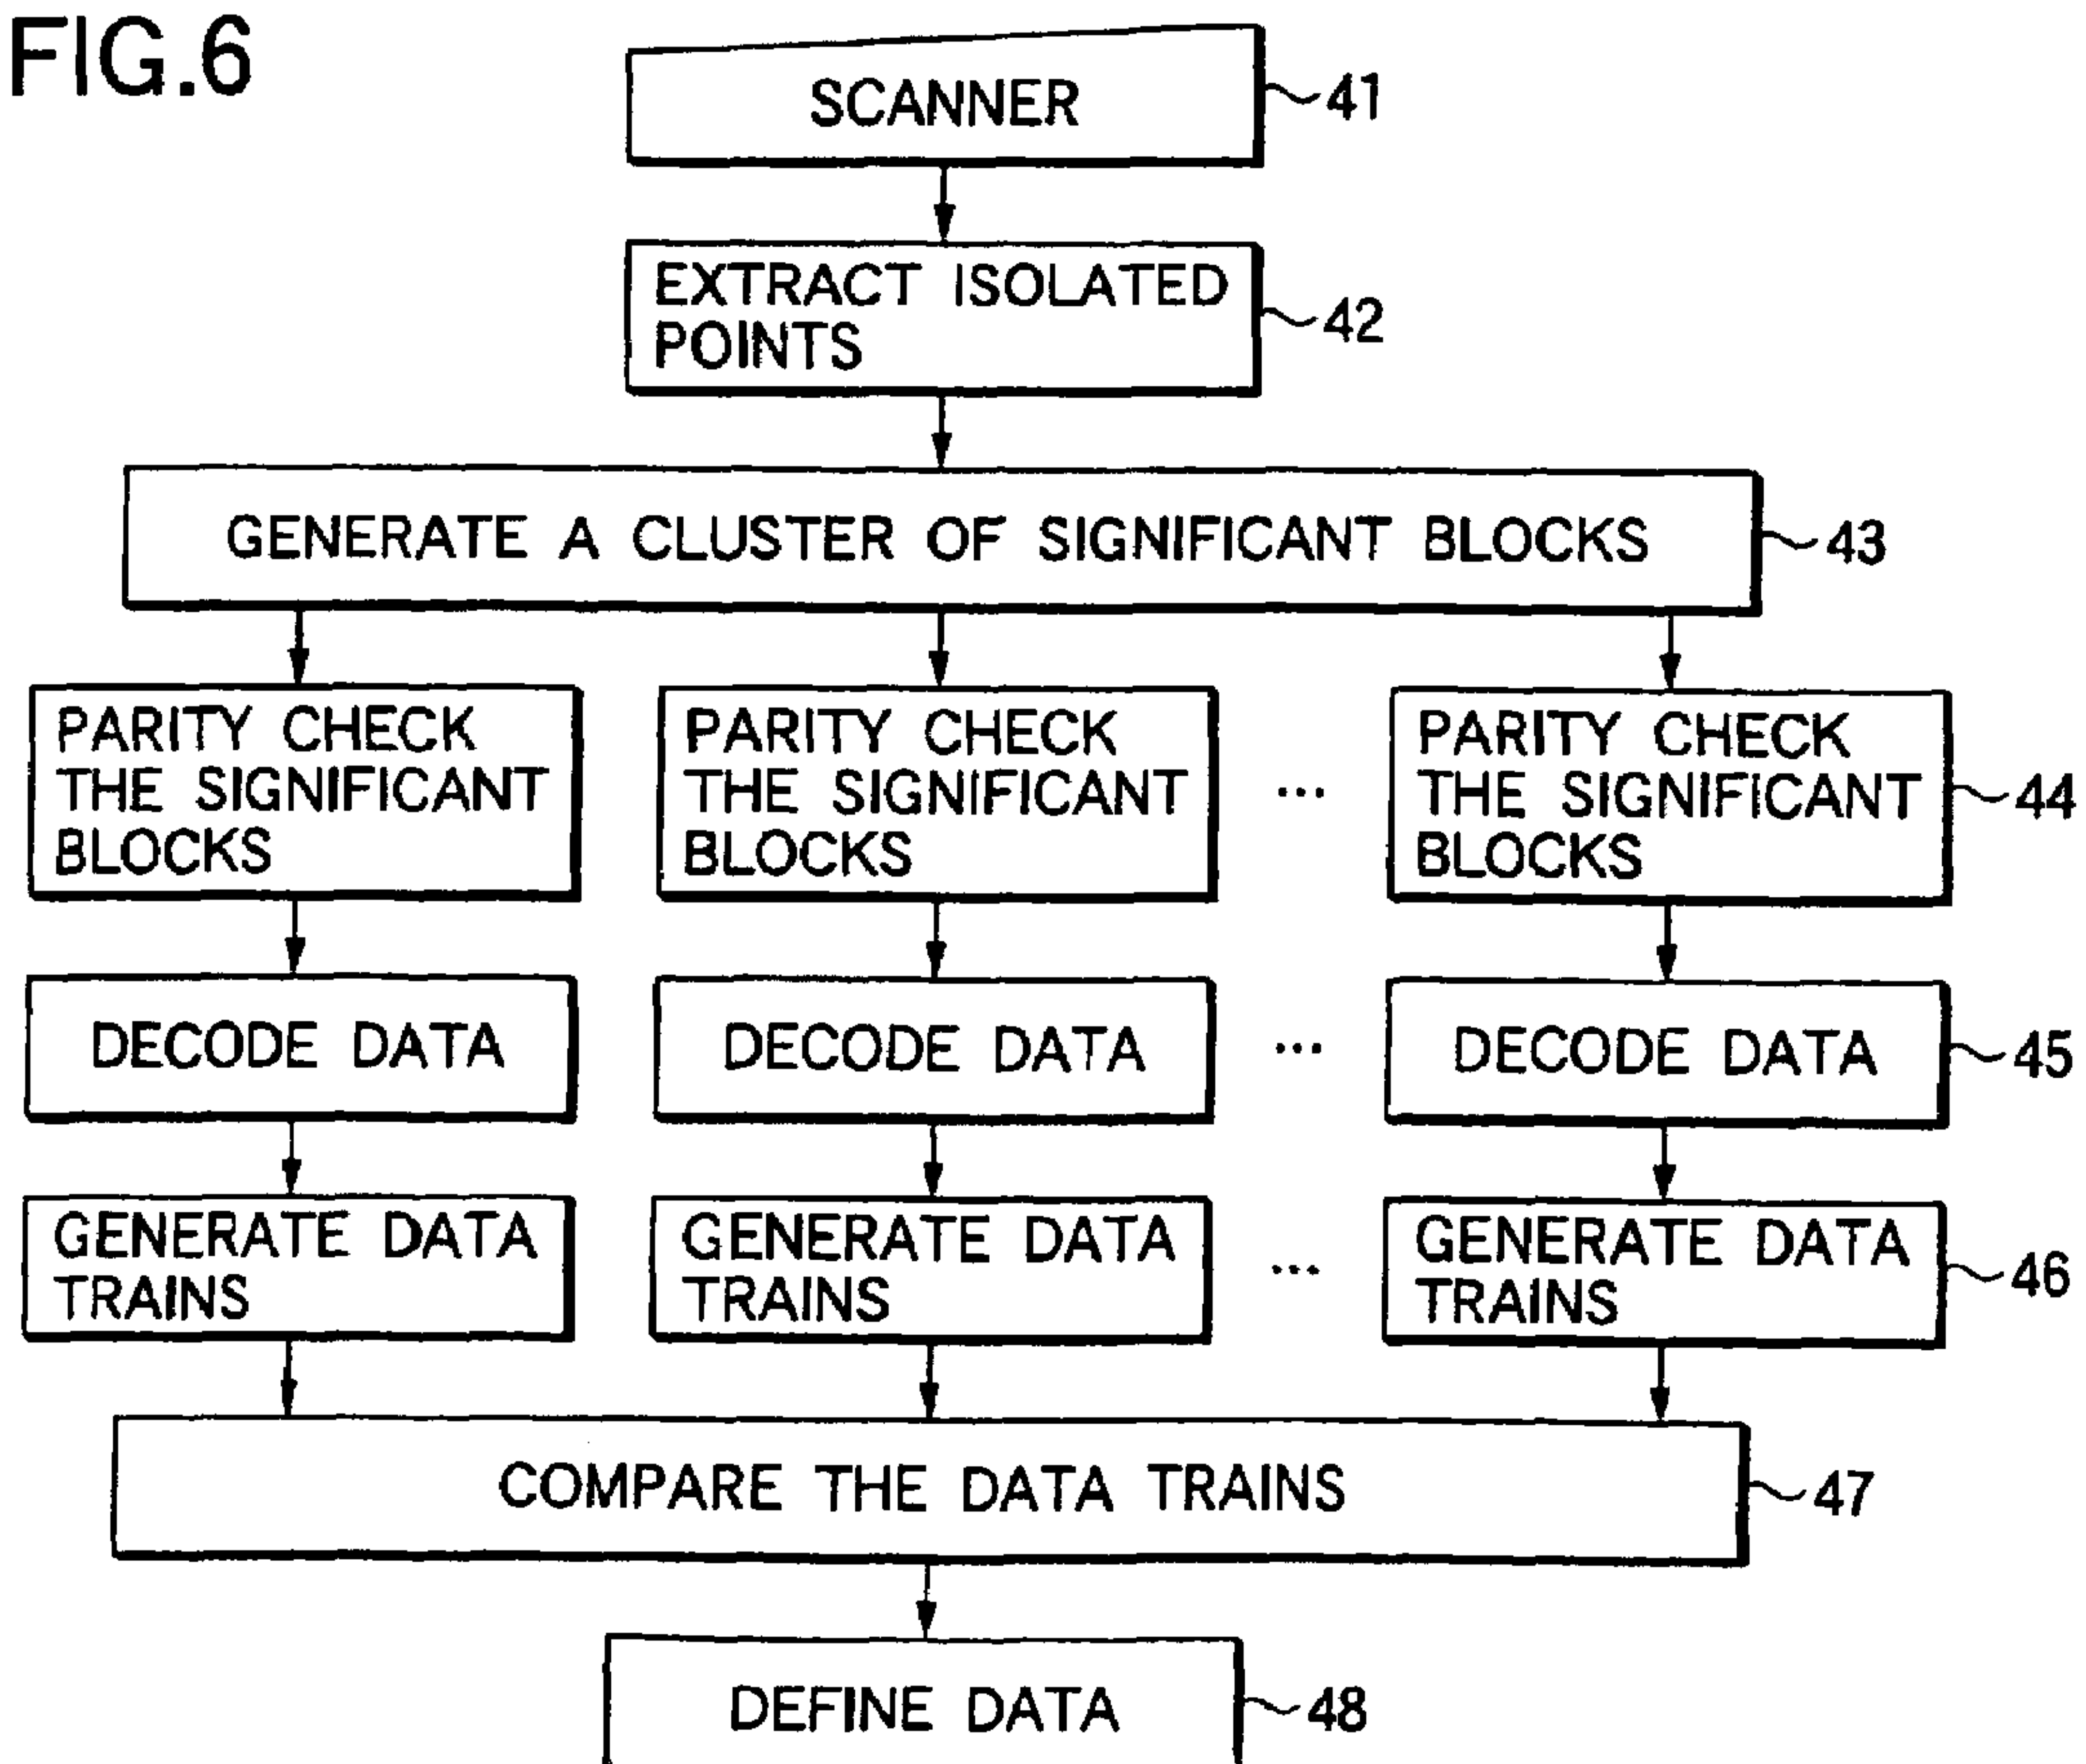 FIG.6
SCANNER
41
EXTRACT ISOLATED
POINTS
42
GENERATE A CLUSTER OF SIGNIFICANT BLOCKS
43
PARITY CHECK
THE SIGNIFICANT
BLOCKS
PARITY CHECK
THE SIGNIFICANT
BLOCKS
...
PARITY CHECK
THE SIGNIFICANT
BLOCKS
44
DECODE DATA
DECODE DATA
...
DECODE DATA
45
GENERATE DATA
TRAINS
GENERATE DATA
TRAINS
...
GENERATE DATA
TRAINS
46
COMPARE THE DATA TRAINS
47
DEFINE DATA
48